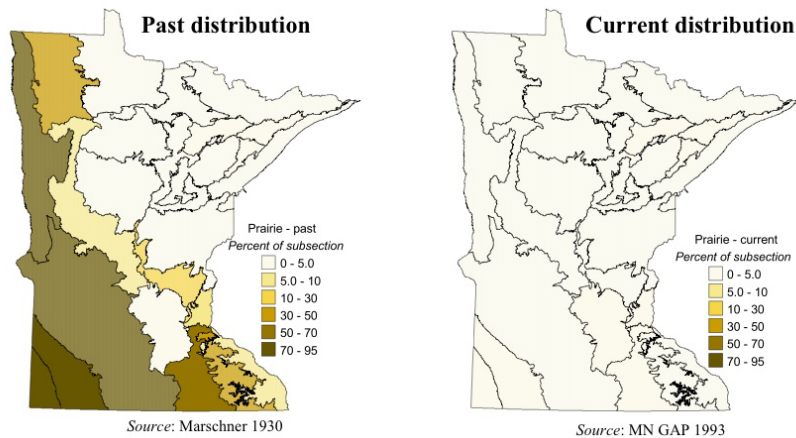 Past distribution
Prairie - past
Percent of subsection
0 - 5.0
5.0 - 10
10 - 30
30 - 50
50 - 70
70 - 95
Source: Marschner 1930
Current distribution
Prairie - current
Percent of subsection
0 - 5.0
5.0 - 10
10 - 30
30 - 50
50 - 70
70 - 95
Source: MN GAP 1993